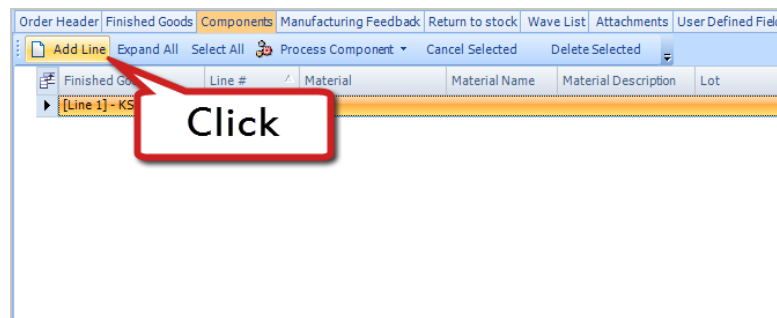 Order Header Finished Goods Components Manufacturing Feedback Return to stock Wave List Attachments User Defined
Add Line Expand All Select All Process Component Cancel Selected Delete Selected
Finished Line # Material Material Name Material Description Lot
[Line 1] - KS
Click